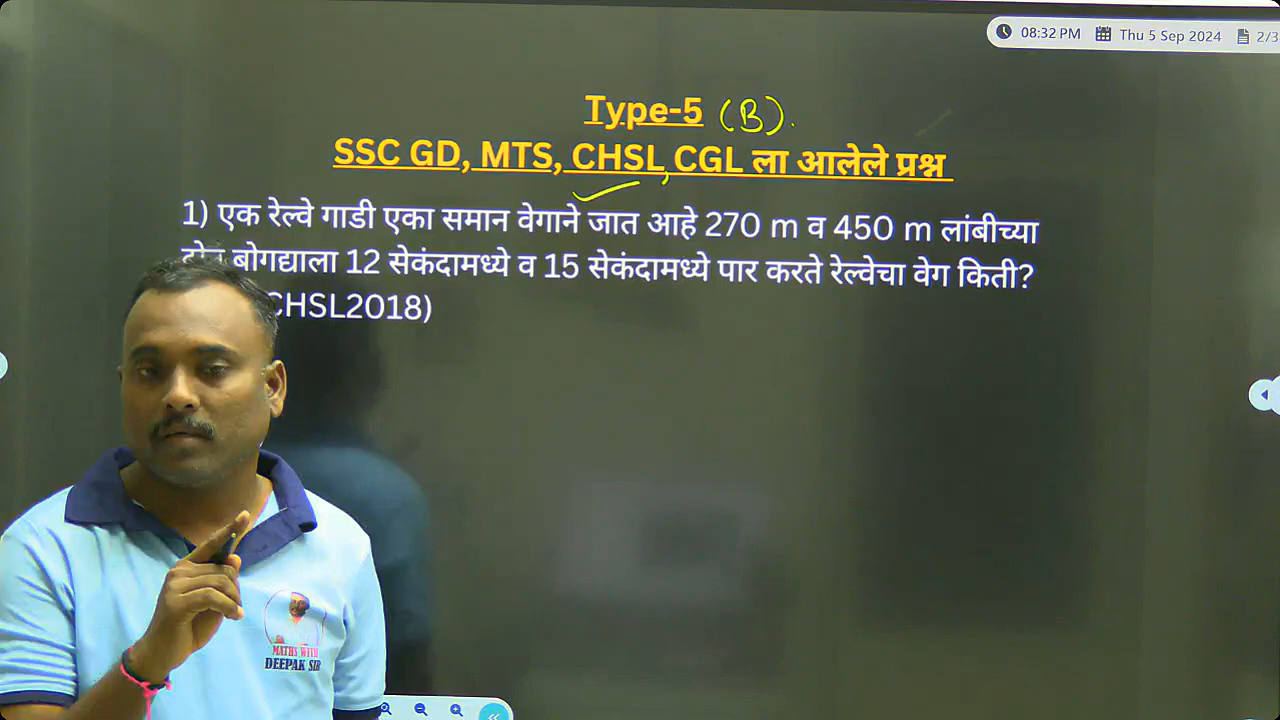 08:32 PM Thu 5 Sep 2024 2/3
Type-5 (B).
SSC GD, MTS, CHSL, CGL ला आलेले प्रश्न
1) एक रेल्वे गाडी एका समान वेगाने जात आहे 270 m व 450 m लांबीच्या
बोगद्याला 12 सेकंदामध्ये व 15 सेकंदामध्ये पार करते रेल्वेचा वेग किती?
CHSL2018)
MATHS WITH
DEEPAK SIR